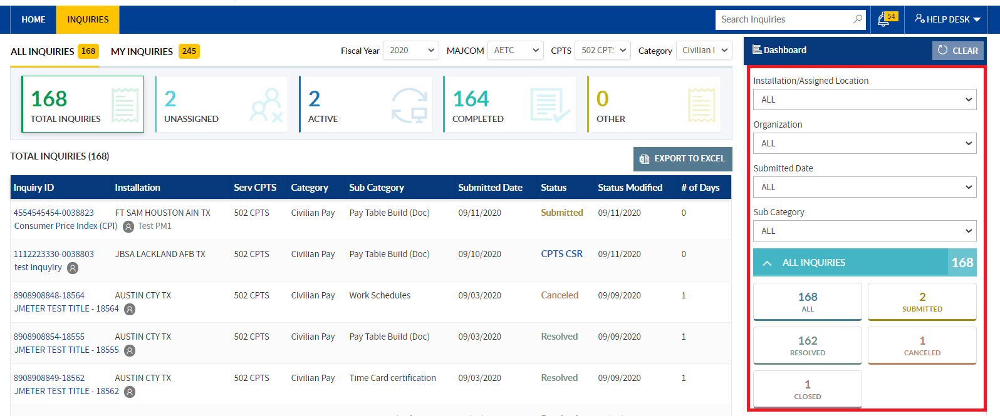 HOME
INQUIRIES
Search Inquiries
54
HELP DESK
ALL INQUIRIES 168
MY INQUIRIES 245
Fiscal Year 2020
MAJCOM AETC
CPTS 502 CPT
Category Civilian
168
TOTAL INQUIRIES
2
UNASSIGNED
2
ACTIVE
164
COMPLETED
0
OTHER
TOTAL INQUIRIES (168)
EXPORT TO EXCEL
Inquiry ID Installation Serv CPTS Category Sub Category Submitted Date Status Status Modified # of Days
4554545454-0038823 FT SAM HOUSTON AIN TX 502 CPTS Civilian Pay Pay Table Build (Doc) 09/11/2020 Submitted 09/11/2020 0
Consumer Price Index (CPI) Test PM1
1112223330-0038803 JBSA LACKLAND AFB TX 502 CPTS Civilian Pay Pay Table Build (Doc) 09/10/2020 CPTS CSR 09/11/2020 0
test inquyiry
8908908848-18564 AUSTIN CTY TX 502 CPTS Civilian Pay Work Schedules 09/03/2020 Canceled 09/09/2020 1
JMETER TEST TITLE - 18564
8908908854-18555 AUSTIN CTY TX 502 CPTS Civilian Pay Pay Table Build (Doc) 09/03/2020 Resolved 09/09/2020 1
JMETER TEST TITLE - 18555
8908908849-18562 AUSTIN CTY TX 502 CPTS Civilian Pay Time Card certification 09/03/2020 Resolved 09/09/2020 1
JMETER TEST TITLE - 18562
Dashboard
CLEAR
Installation/Assigned Location
ALL
Organization
ALL
Submitted Date
ALL
Sub Category
ALL
ALL INQUIRIES 168
168
ALL
2
SUBMITTED
162
RESOLVED
1
CANCELED
1
CLOSED